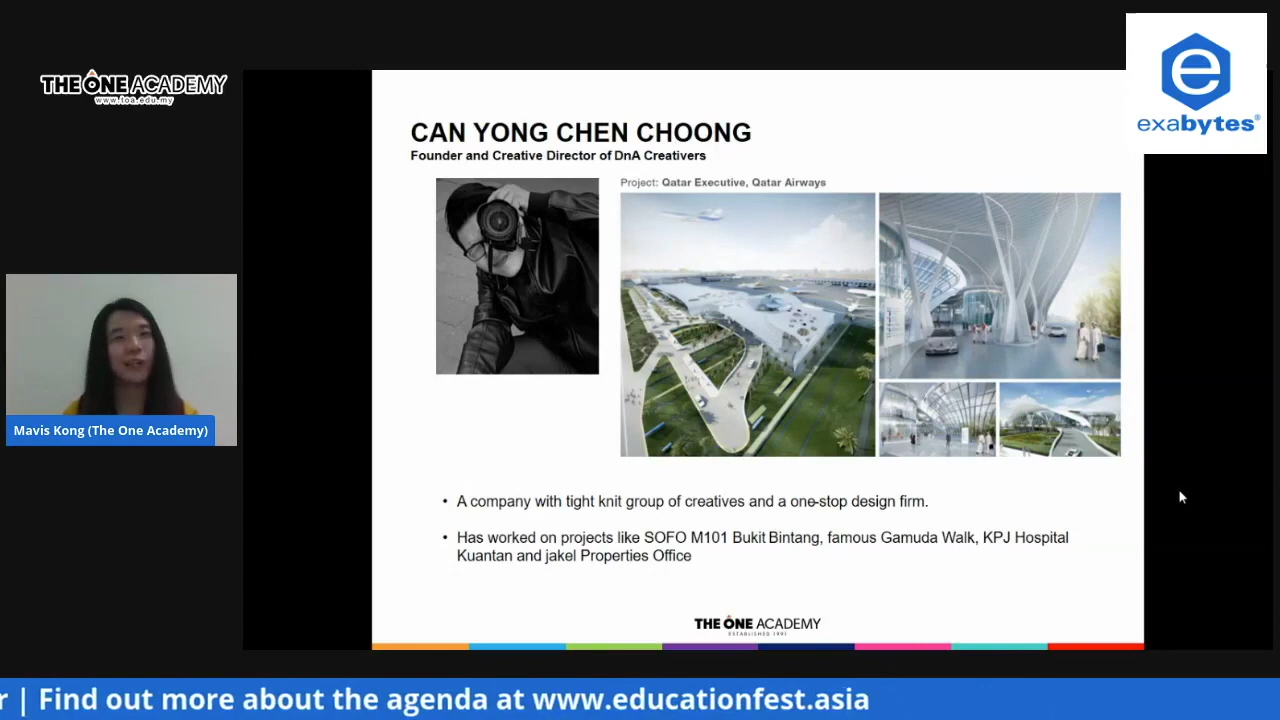 THE ONE ACADEMY
www.toa.edu.my
e
exabytes®
CAN YONG CHEN CHOONG
Founder and Creative Director of DnA Creativers
Project: Qatar Executive, Qatar Airways
Mavis Kong (The One Academy)
• A company with tight knit group of creatives and a one-stop design firm.
• Has worked on projects like SOFO M101 Bukit Bintang, famous Gamuda Walk, KPJ Hospital
Kuantan and jakel Properties Office
THE ONE ACADEMY
ESTABLISHED 1991
r | Find out more about the agenda at www.educationfest.asia